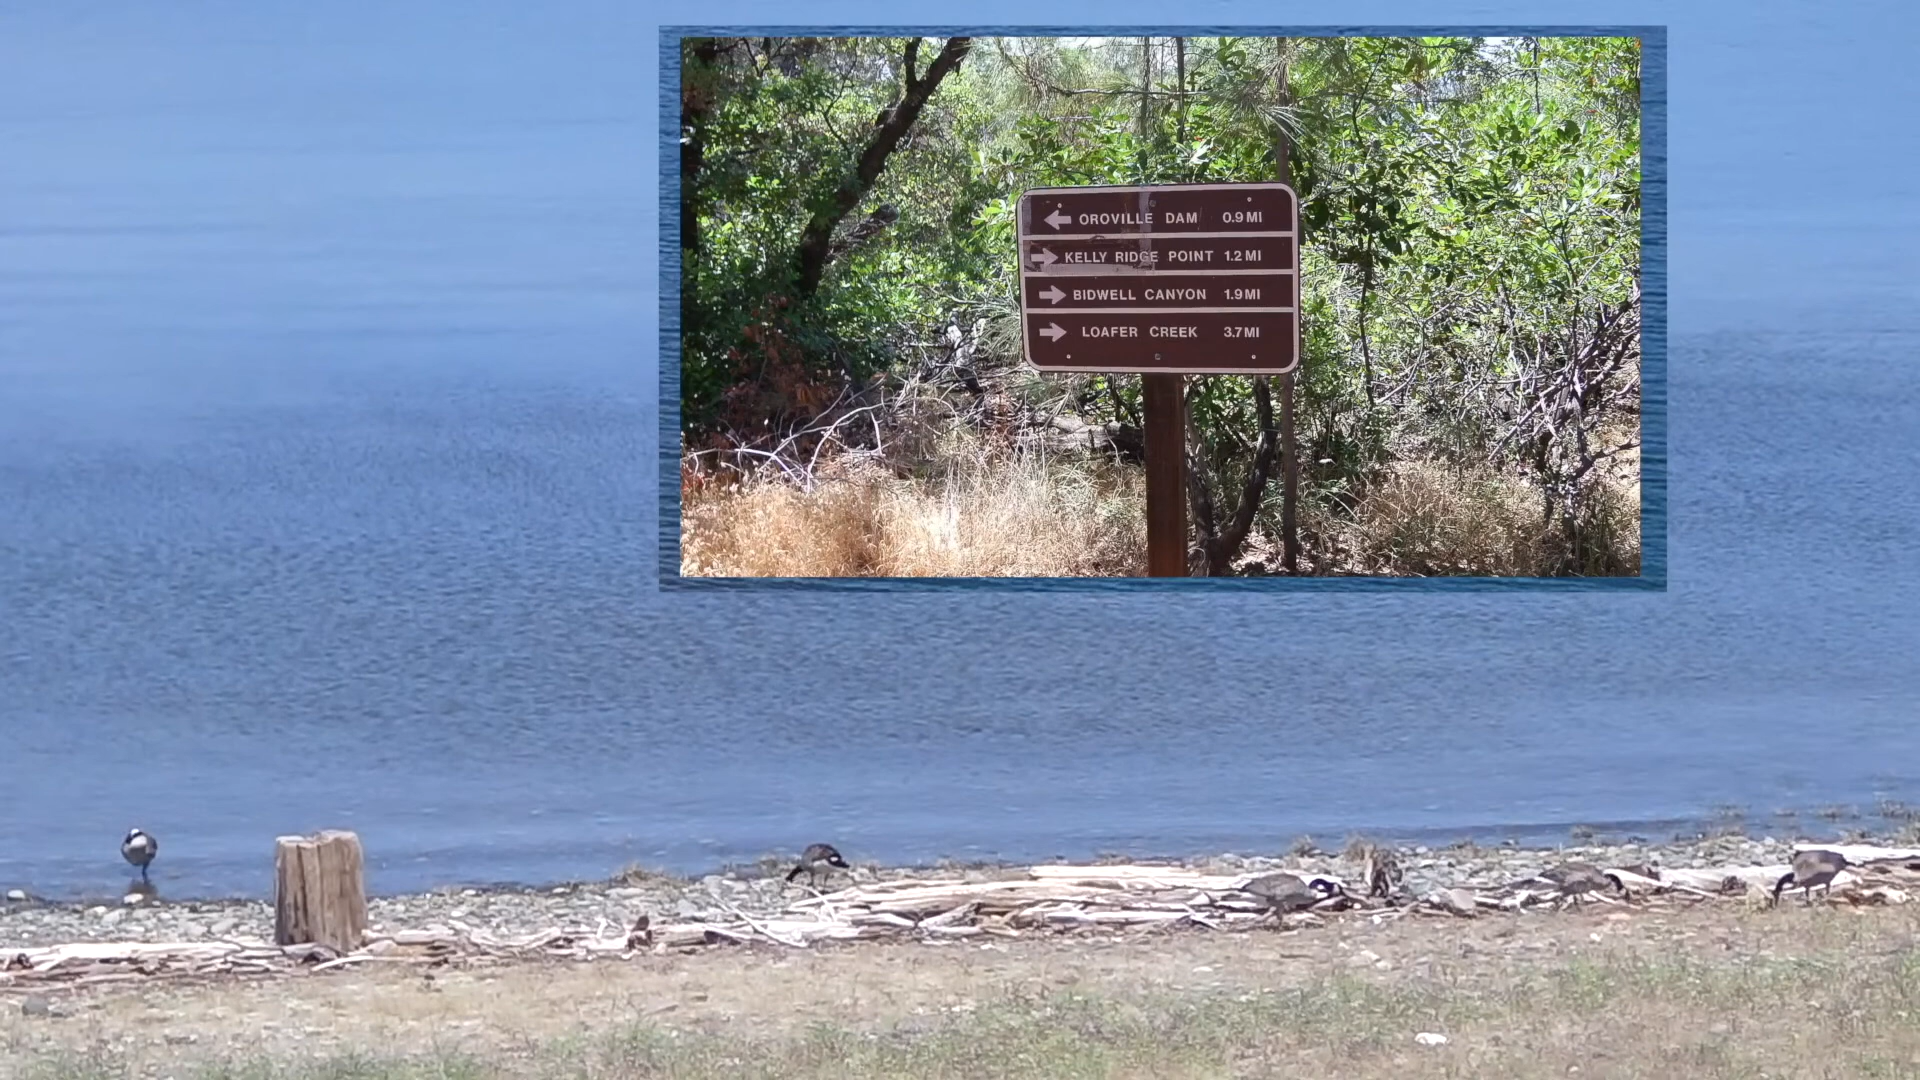 OROVILLE DAM 0.9 MI
KELLY RIDGE POINT 1.2 MI
BIDWELL CANYON 1.9 MI
LOAFER CREEK 3.7 MI